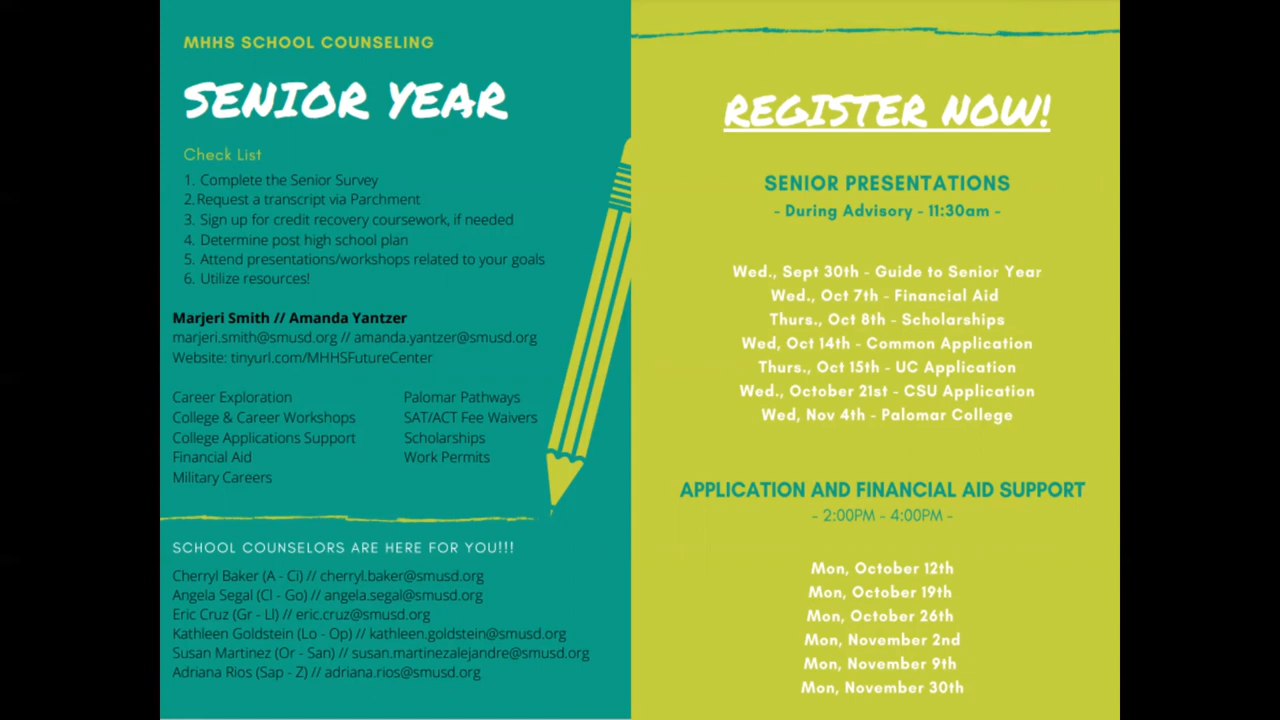 MHHS SCHOOL COUNSELING
SENIOR YEAR
Check List
1. Complete the Senior Survey
2. Request a transcript via Parchment
3. Sign up for credit recovery coursework, if needed
4. Determine post high school plan
5. Attend presentations/workshops related to your goals
6. Utilize resources!
Marjeri Smith // Amanda Yantzer
marjeri.smith@smusd.org // amanda.yantzer@smusd.org
Website: tinyurl.com/MHHSFutureCenter
Career Exploration
College & Career Workshops
College Applications Support
Financial Aid
Military Careers
Palomar Pathways
SAT/ACT Fee Waivers
Scholarships
Work Permits
SCHOOL COUNSELORS ARE HERE FOR YOU!!!
Cherryl Baker (A - Ci) // cherryl.baker@smusd.org
Angela Segal (Cl - Go) // angela.segal@smusd.org
Eric Cruz (Gr - Ll) // eric.cruz@smusd.org
Kathleen Goldstein (Lo - Op) // kathleen.goldstein@smusd.org
Susan Martinez (Or - San) // susan.martinezalejandre@smusd.org
Adriana Rios (Sap - Z) // adriana.rios@smusd.org
REGISTER NOW!
SENIOR PRESENTATIONS
- During Advisory - 11:30am -
Wed., Sept 30th - Guide to Senior Year
Wed., Oct 7th - Financial Aid
Thurs., Oct 8th - Scholarships
Wed, Oct 14th - Common Application
Thurs., Oct 15th - UC Application
Wed., October 21st - CSU Application
Wed, Nov 4th - Palomar College
APPLICATION AND FINANCIAL AID SUPPORT
- 2:00PM - 4:00PM -
Mon, October 12th
Mon, October 19th
Mon, October 26th
Mon, November 2nd
Mon, November 9th
Mon, November 30th